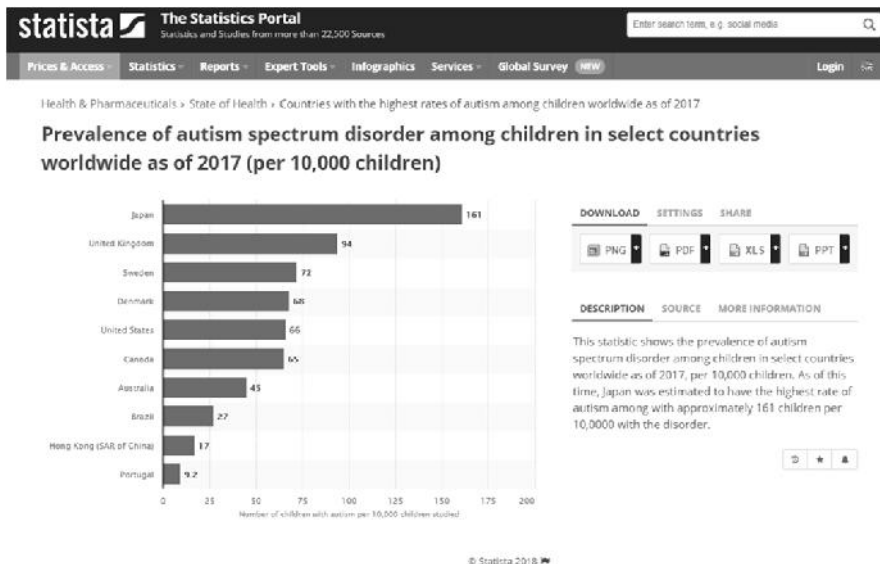 statista
The Statistics Portal
Statistics and Studies from more than 22,500 Sources
Enter search term, e.g. social media
Prices & Access Statistics Reports Expert Tools Infographics Services Global Survey NEW Login
Health & Pharmaceuticals › State of Health › Countries with the highest rates of autism among children worldwide as of 2017
Prevalence of autism spectrum disorder among children in select countries
worldwide as of 2017 (per 10,000 children)
Japan 161
United Kingdom 94
Sweden 72
Denmark 68
United States 66
Canada 65
Australia 45
Brazil 27
Hong Kong (SAR of China) 17
Portugal 9.2
0 25 50 75 100 125 150 175 200
Number of children with autism per 10,000 children studied
© Statista 2018
DOWNLOAD SETTINGS SHARE
PNG PDF XLS PPT
DESCRIPTION SOURCE MORE INFORMATION
This statistic shows the prevalence of autism
spectrum disorder among children in select countries
worldwide as of 2017, per 10,000 children. As of this
time, Japan was estimated to have the highest rate of
autism among with approximately 161 children per
10,0000 with the disorder.